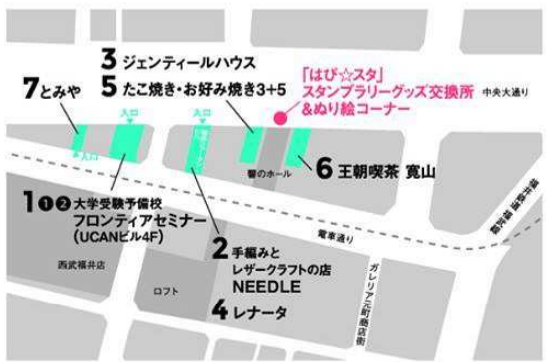 3 ジェンティールハウス
5 たこ焼き・お好み焼き3+5
「はぴ☆スタ」
スタンプラリーグッズ交換所
&ぬり絵コーナー
中央大通り
7 とみや
入口
入口
入口
響のホール
6 王朝喫茶 寛山
福井鉄道・福武線
1 ❶❷ 大学受験予備校
フロンティアセミナー
(UCANビル4F)
電車通り
2 手編みと
レザークラフトの店
NEEDLE
4 レナータ
西武福井店
ロフト
ガレリア元町商店街